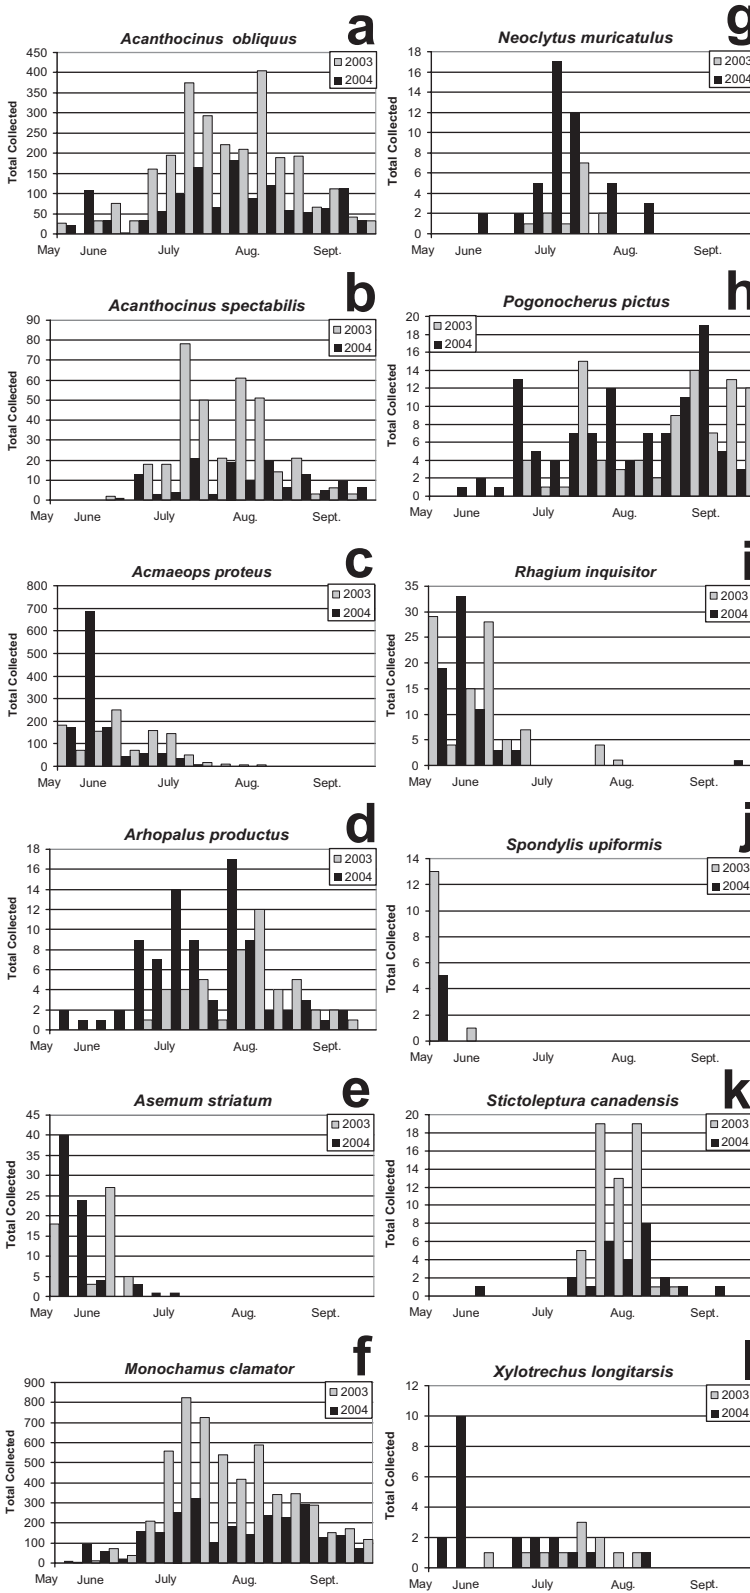 Acanthocinus obliquus
a
450
400
350
300
250
200
150
100
50
0
Total Collected
2003
2004
May June July Aug. Sept.
Acanthocinus spectabilis
b
90
80
70
60
50
40
30
20
10
0
Total Collected
2003
2004
May June July Aug. Sept.
Acmaeops proteus
c
800
700
600
500
400
300
200
100
0
Total Collected
2003
2004
May June July Aug. Sept.
Arhopalus productus
d
18
16
14
12
10
8
6
4
2
0
Total Collected
2003
2004
May June July Aug. Sept.
Asemum striatum
e
45
40
35
30
25
20
15
10
5
0
Total Collected
2003
2004
May June July Aug. Sept.
Monochamus clamator
f
900
800
700
600
500
400
300
200
100
0
Total Collected
2003
2004
May June July Aug. Sept.
Neoclytus muricatulus
g
18
16
14
12
10
8
6
4
2
0
Total Collected
2003
2004
May June July Aug. Sept.
Pogonocherus pictus
h
20
18
16
14
12
10
8
6
4
2
0
Total Collected
2003
2004
May June July Aug. Sept.
Rhagium inquisitor
i
35
30
25
20
15
10
5
0
Total Collected
2003
2004
May June July Aug. Sept.
Spondylis upiformis
j
14
12
10
8
6
4
2
0
Total Collected
2003
2004
May June July Aug. Sept.
Stictoleptura canadensis
k
20
18
16
14
12
10
8
6
4
2
0
Total Collected
2003
2004
May June July Aug. Sept.
Xylotrechus longitarsis
l
12
10
8
6
4
2
0
Total Collected
2003
2004
May June July Aug. Sept.